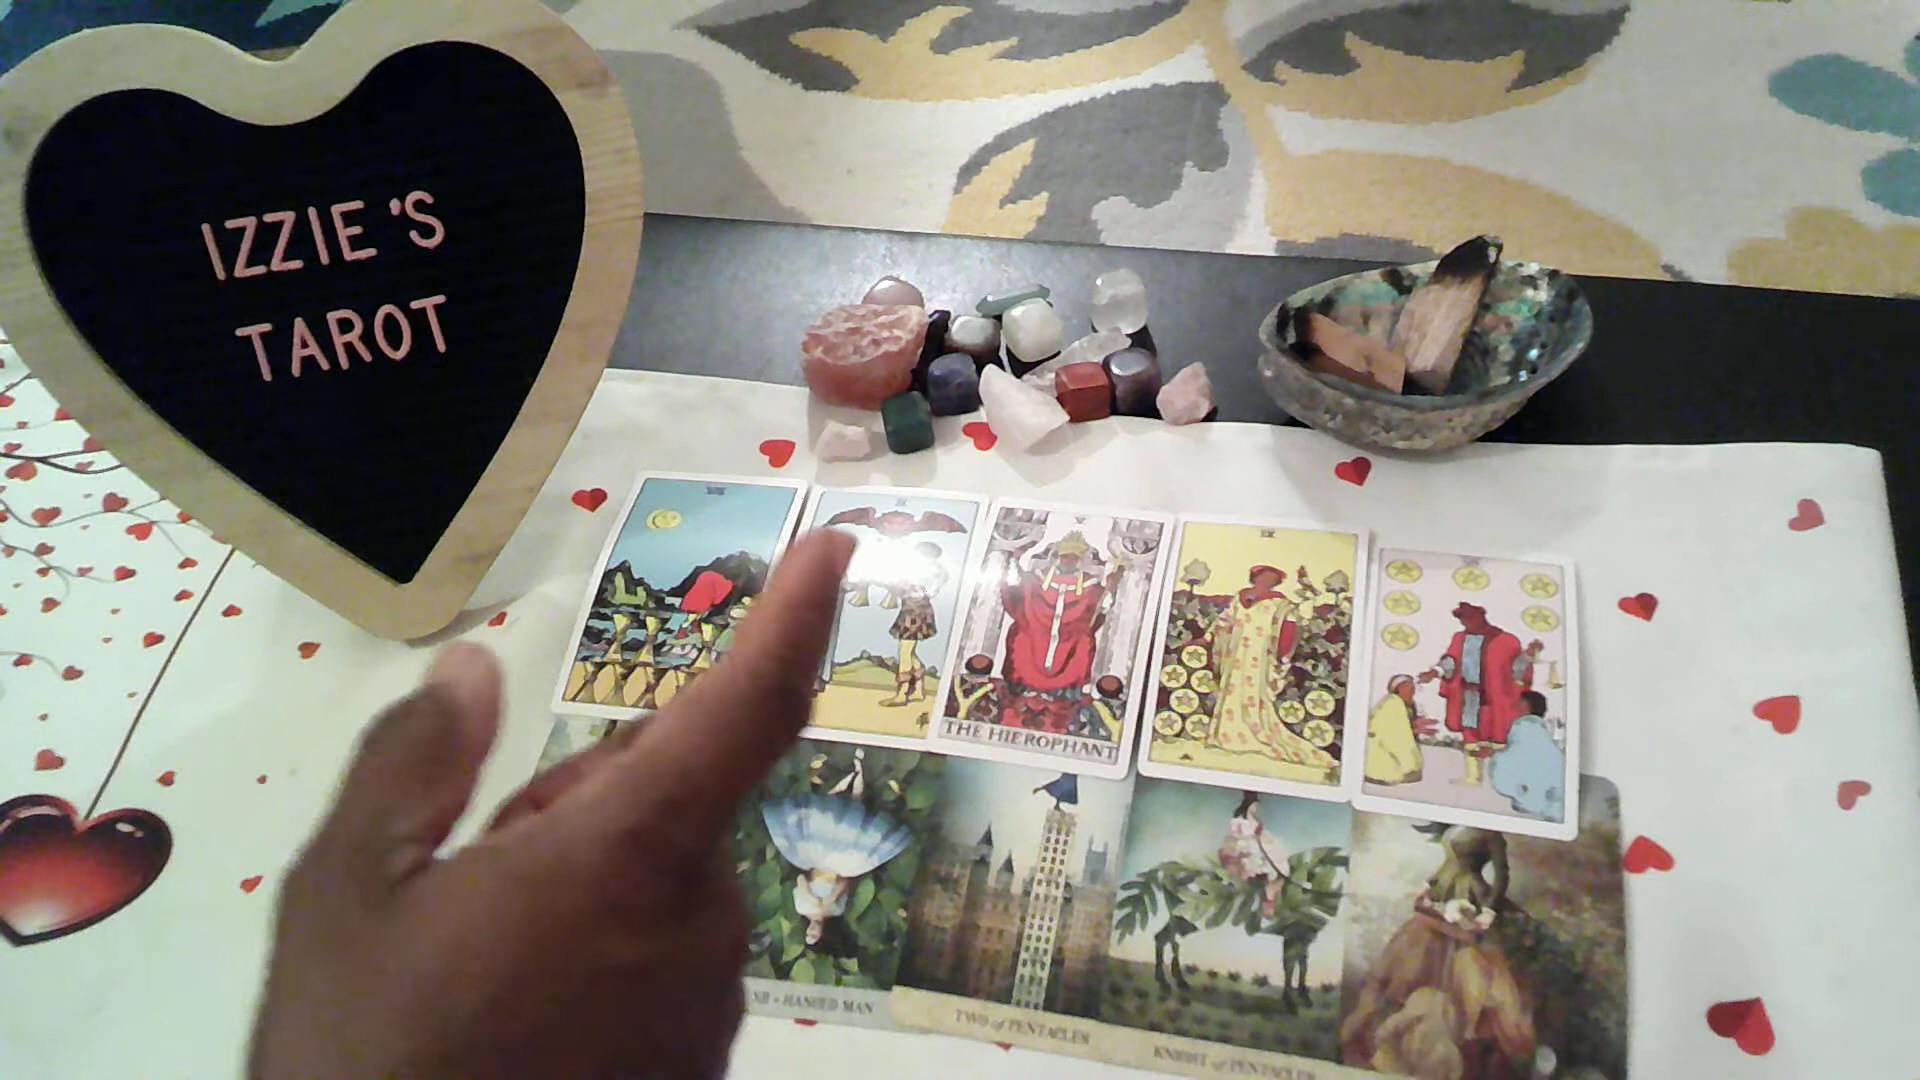 IZZIE'S
TAROT
V
THE HIEROPHANT
HANGED MAN
TWO of PENTACLES
KNIGHT of PENTACLES